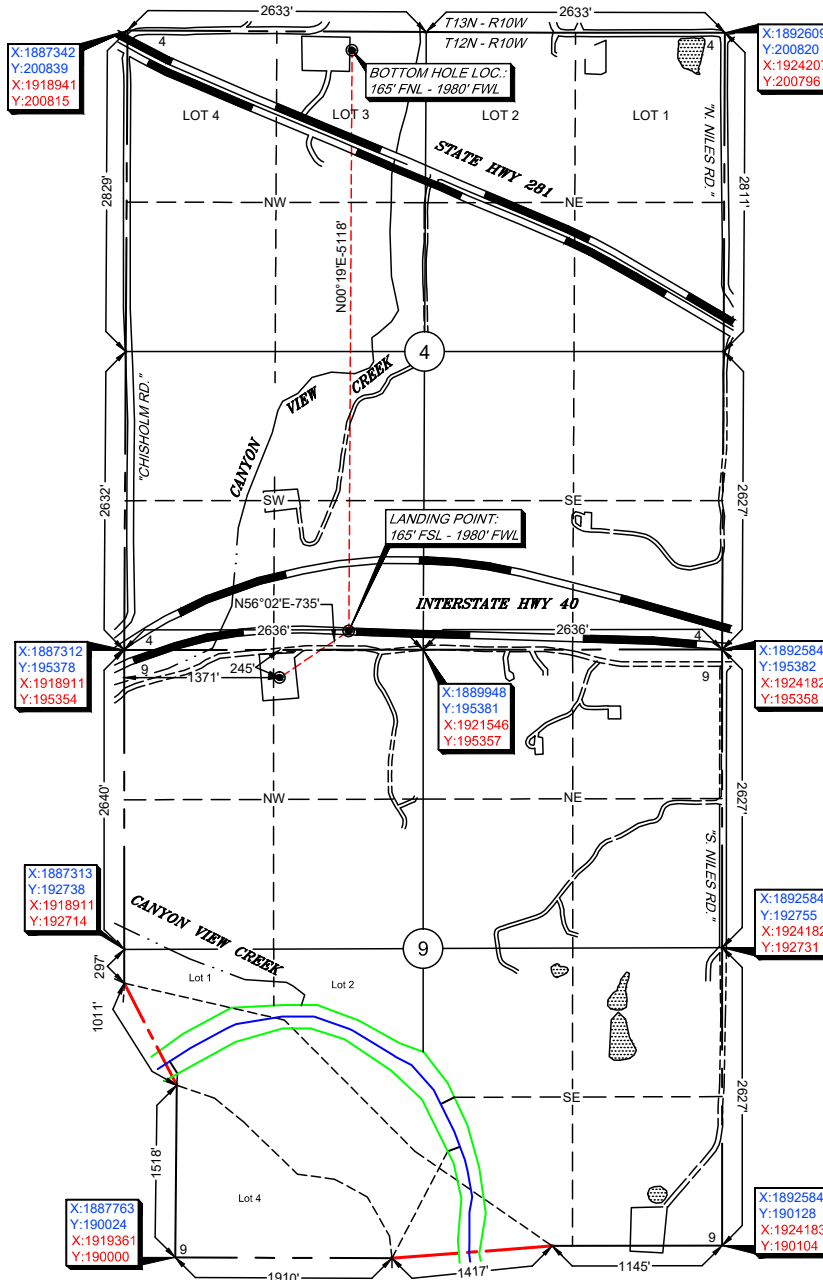 2633'
2633'
T13N - R10W
T12N - R10W
4
4
X:1887342
Y:200839
X:1918941
Y:200815
X:1892609
Y:200820
X:1924207
Y:200796
BOTTOM HOLE LOC.:
165' FNL - 1980' FWL
LOT 4
LOT 3
LOT 2
LOT 1
STATE HWY 281
"N. NILES RD."
2829'
2811'
NW
NE
N00°19'E-5118'
4
"CHISHOLM RD."
CANYON
VIEW
CREEK
2632'
2627'
SW
SE
LANDING POINT:
165' FSL - 1980' FWL
N56°02'E-735'
INTERSTATE HWY 40
2636'
2636'
4
4
9
9
245'
1371'
X:1887312
Y:195378
X:1918911
Y:195354
X:1889948
Y:195381
X:1921546
Y:195357
X:1892584
Y:195382
X:1924182
Y:195358
2640'
2627'
NW
NE
"S. NILES RD."
X:1887313
Y:192738
X:1918911
Y:192714
X:1892584
Y:192755
X:1924182
Y:192731
CANYON VIEW CREEK
9
297'
Lot 1
Lot 2
1011'
SE
2627'
1518'
Lot 4
X:1887763
Y:190024
X:1919361
Y:190000
X:1892584
Y:190128
X:1924183
Y:190104
9
9
1910'
1417'
1145'